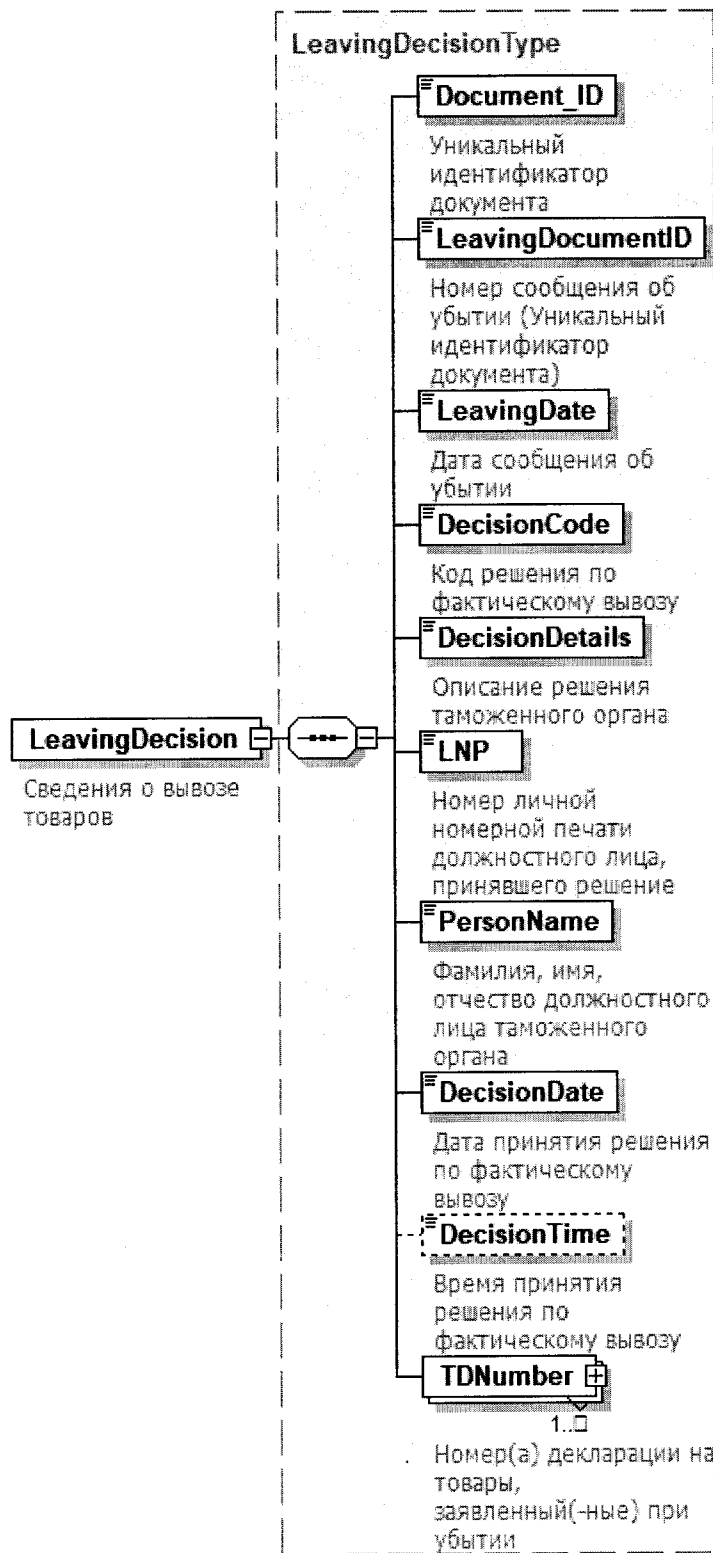 LeavingDecisionType
Document_ID
Уникальный
идентификатор
документа
LeavingDocumentID
Номер сообщения об
убытии (Уникальный
идентификатор
документа)
LeavingDate
Дата сообщения об
убытии
DecisionCode
Код решения по
фактическому вывозу
DecisionDetails
Описание решения
таможенного органа
LeavingDecision
Сведения о вывозе
товаров
LNP
Номер личной
номерной печати
должностного лица,
принявшего решение
PersonName
Фамилия, имя,
отчество должностного
лица таможенного
органа
DecisionDate
Дата принятия решения
по фактическому
вывозу
DecisionTime
Время принятия
решения по
фактическому вывозу
TDNumber
1..□
Номер(а) декларации на
товары,
заявленный(-ные) при
убытии